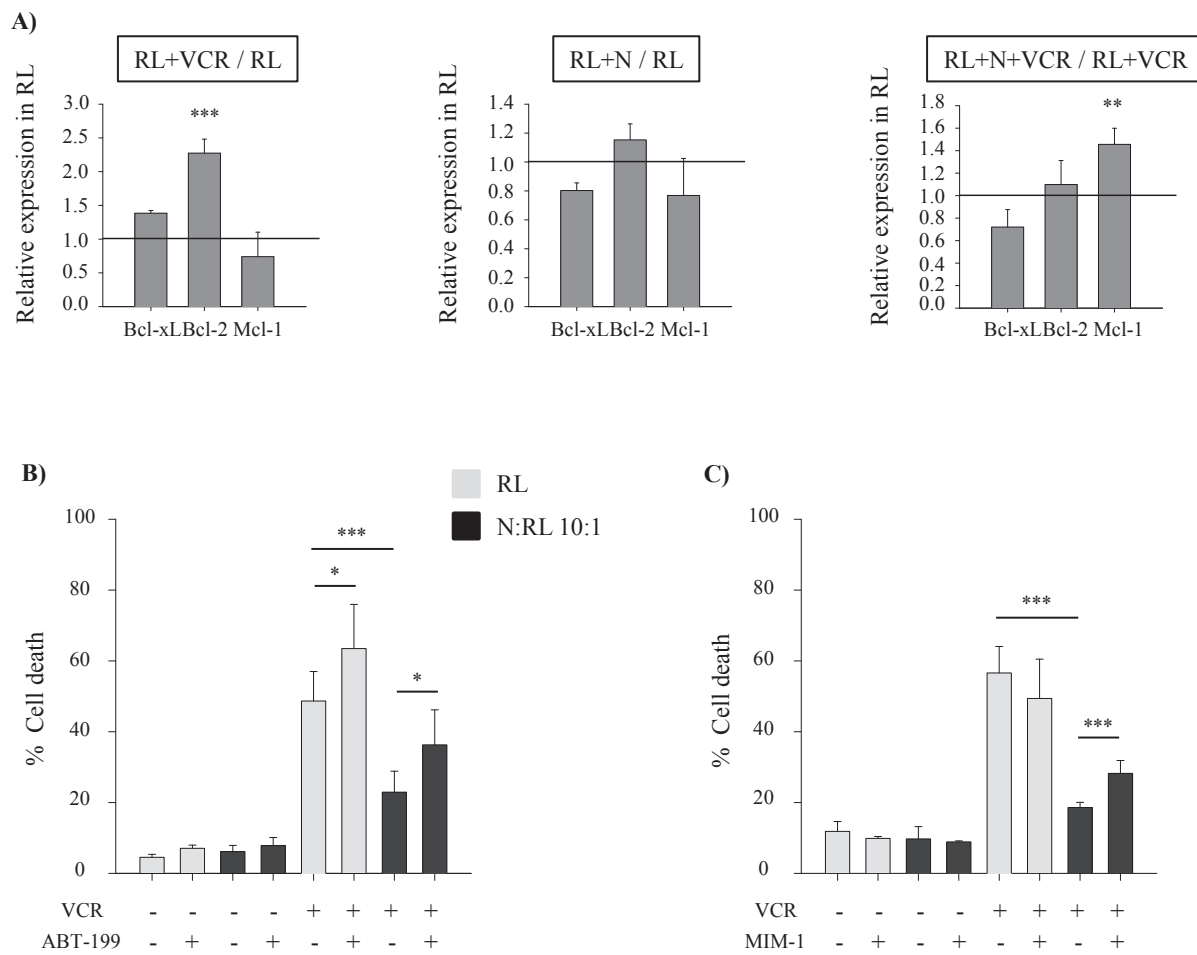 A)
RL+VCR / RL
RL+N / RL
RL+N+VCR / RL+VCR
Relative expression in RL
3.0
2.5
2.0
1.5
1.0
0.5
0.0
***
Bcl-xLBcl-2 Mcl-1
Relative expression in RL
1.4
1.2
1.0
0.8
0.6
0.4
0.2
0.0
Bcl-xLBcl-2 Mcl-1
Relative expression in RL
1.8
1.6
1.4
1.2
1.0
0.8
0.6
1.4
1.2
0.0
**
Bcl-xLBcl-2 Mcl-1
B)
RL
N:RL 10:1
% Cell death
100
80
60
40
20
0
***
*
*
VCR - - - - + + + +
ABT-199 - + - + - + - +
C)
% Cell death
100
80
60
40
20
0
***
***
VCR - - - - + + + +
MIM-1 - + - + - + - +